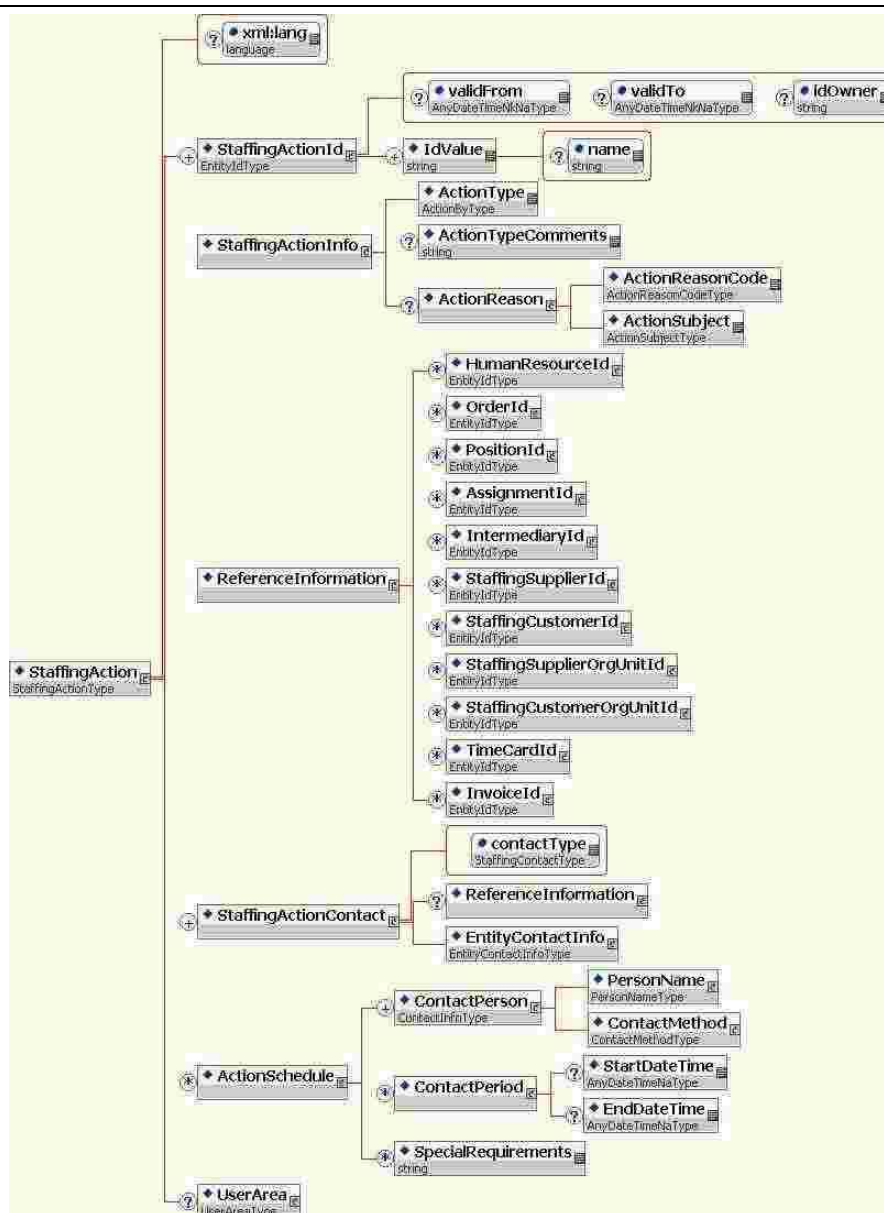 xml:lang
language
validFrom
AnyDateTimeNkNaType
validTo
AnyDateTimeNkNaType
idOwner
string
StaffingActionId
EntityIdType
IdValue
string
name
string
StaffingActionInfo
ActionType
ActionByType
ActionTypeComments
string
ActionReason
ActionReasonCode
ActionReasonCodeType
ActionSubject
ActionSubjectType
HumanResourceId
EntityIdType
OrderId
EntityIdType
PositionId
EntityIdType
AssignmentId
EntityIdType
IntermediaryId
EntityIdType
ReferenceInformation
StaffingSupplierId
EntityIdType
StaffingCustomerId
EntityIdType
StaffingAction
StaffingActionType
StaffingSupplierOrgUnitId
EntityIdType
StaffingCustomerOrgUnitId
EntityIdType
TimeCardId
EntityIdType
InvoiceId
EntityIdType
contactType
StaffingContactType
StaffingActionContact
ReferenceInformation
EntityContactInfo
EntityContactInfoType
ContactPerson
ContactInfnType
PersonName
PersonNameType
ContactMethod
ContactMethodType
ActionSchedule
ContactPeriod
StartDateTime
AnyDateTimeNaType
EndDateTime
AnyDateTimeNaType
SpecialRequirements
string
UserArea
UserAreaType